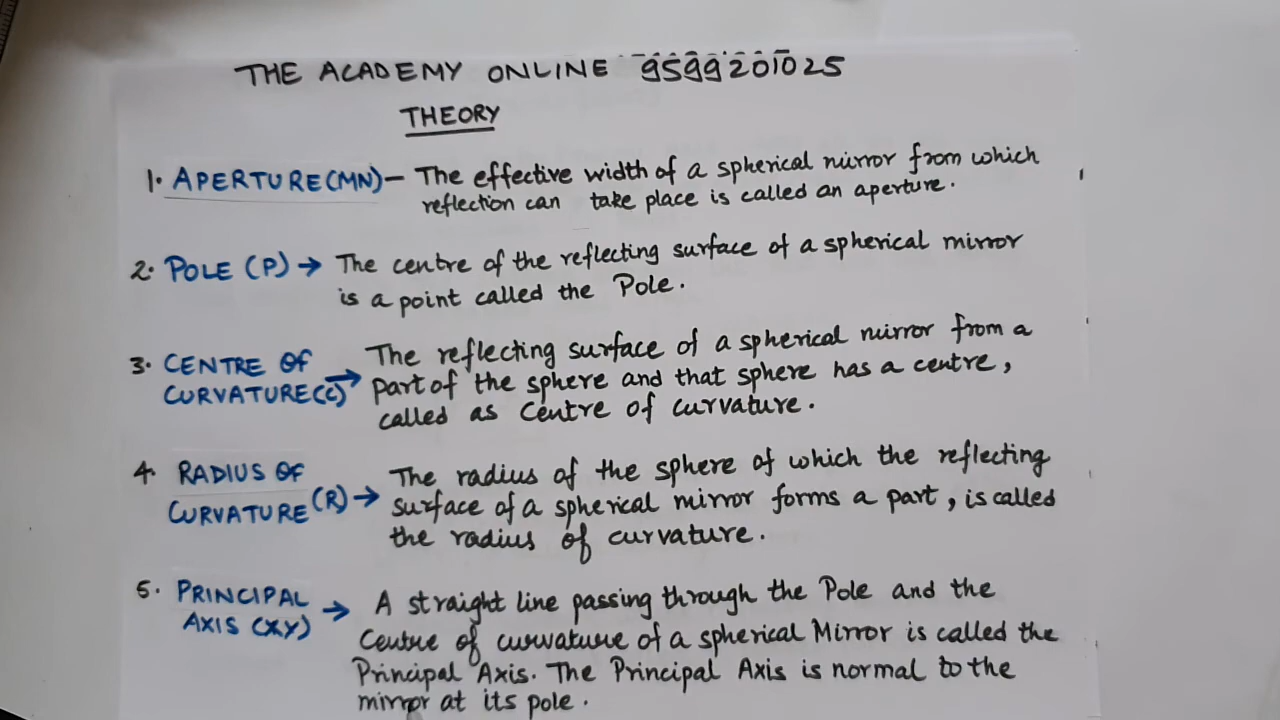 THE ACADEMY ONLINE 9599201025
THEORY
1. APERTURE(MN)- The effective width of a spherical mirror from which
reflection can take place is called an aperture.
2. POLE (P) → The centre of the reflecting surface of a spherical mirror
is a point called the Pole.
3. CENTRE OF CURVATURE(C) → The reflecting surface of a spherical mirror from a
part of the sphere and that sphere has a centre,
called as Centre of curvature.
4. RADIUS OF CURVATURE (R) → The radius of the sphere of which the reflecting
surface of a spherical mirror forms a part, is called
the radius of curvature.
5. PRINCIPAL AXIS (XY) → A straight line passing through the Pole and the
Centre of curvature of a spherical Mirror is called the
Principal Axis. The Principal Axis is normal to the
mirror at its pole.